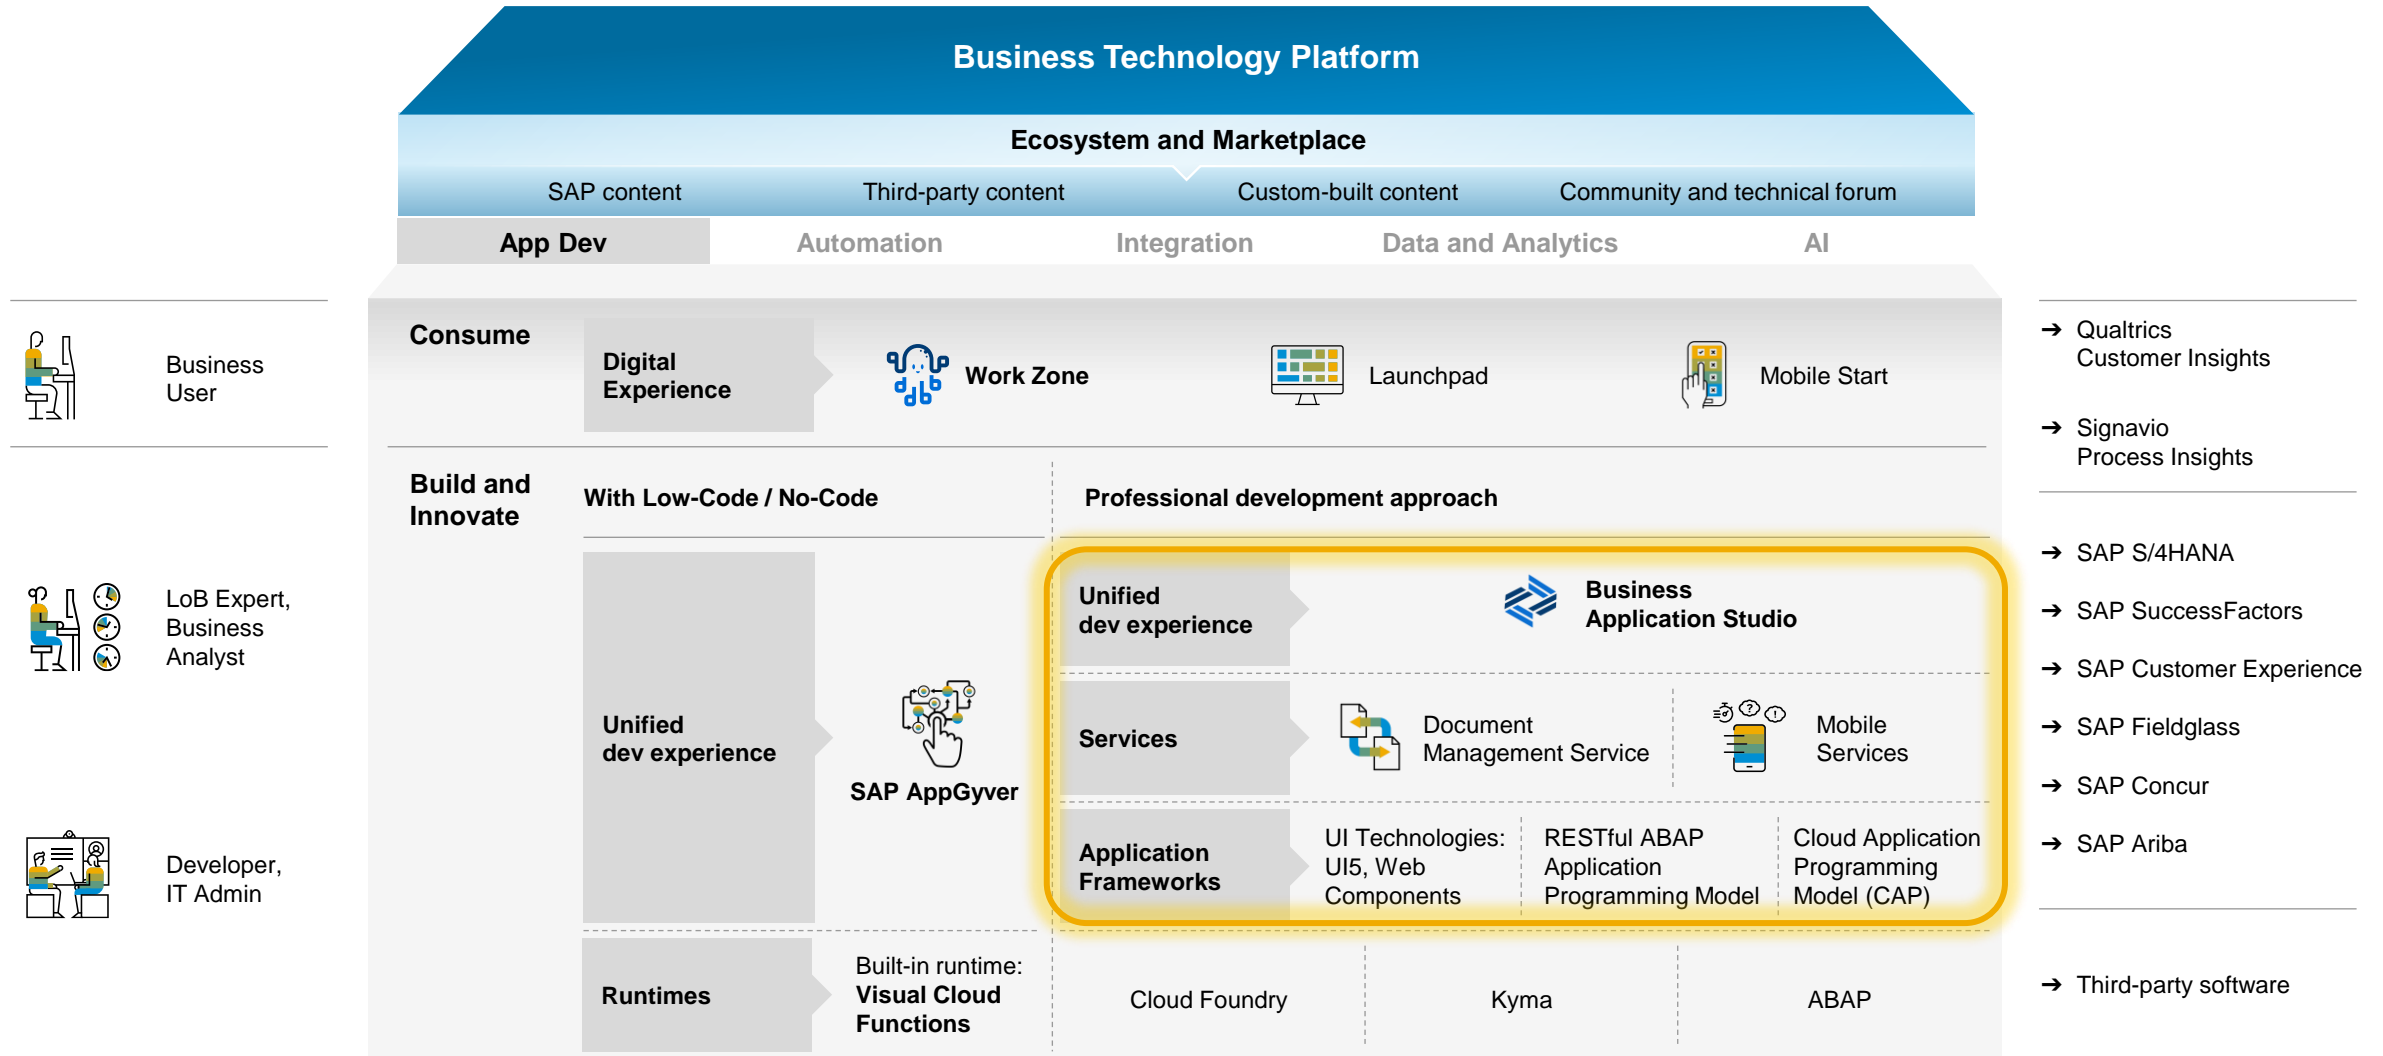 Business Technology Platform
Ecosystem and Marketplace
SAP content
Third-party content
Custom-built content
Community and technical forum
App Dev
Automation
Integration
Data and Analytics
AI
Business
User
LoB Expert,
Business
Analyst
Developer,
IT Admin
Consume
Digital
Experience
Work Zone
Launchpad
Mobile Start
Build and
Innovate
With Low-Code / No-Code
Unified
dev experience
SAP AppGyver
Runtimes
Built-in runtime:
Visual Cloud
Functions
Professional development approach
Unified
dev experience
Business
Application Studio
Services
Document
Management Service
Mobile
Services
Application
Frameworks
UI Technologies:
UI5, Web
Components
RESTful ABAP
Application
Programming Model
Cloud Application
Programming
Model (CAP)
Cloud Foundry
Kyma
ABAP
➔ Qualtrics
Customer Insights
➔ Signavio
Process Insights
➔ SAP S/4HANA
➔ SAP SuccessFactors
➔ SAP Customer Experience
➔ SAP Fieldglass
➔ SAP Concur
➔ SAP Ariba
➔ Third-party software